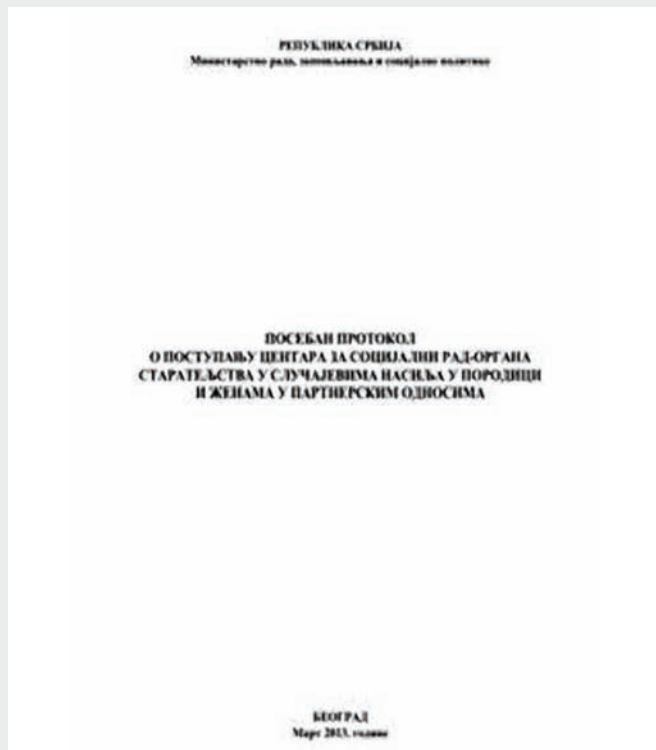 РЕПУБЛИКА СРБИЈА
Министарство рада, запошљавања и социјалне политике
ПОСЕБАН ПРОТОКОЛ
О ПОСТУПАЊУ ЦЕНТАРА ЗА СОЦИЈАЛНИ РАД-ОРГАНА
СТАРАТЕЉСТВА У СЛУЧАЈЕВИМА НАСИЉА У ПОРОДИЦИ
И ЖЕНАМА У ПАРТНЕРСКИМ ОДНОСИМА
БЕОГРАД
Март 2013. године